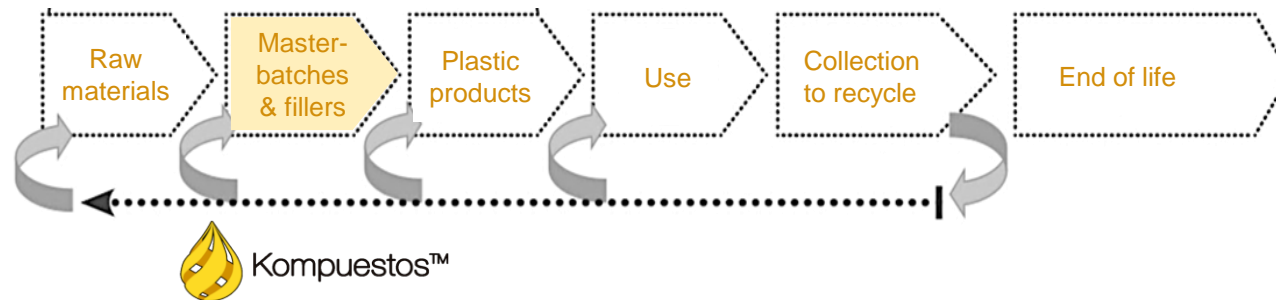 Raw
materials
Master-
batches
& fillers
Plastic
products
Use
Collection
to recycle
End of life
Kompuestos™